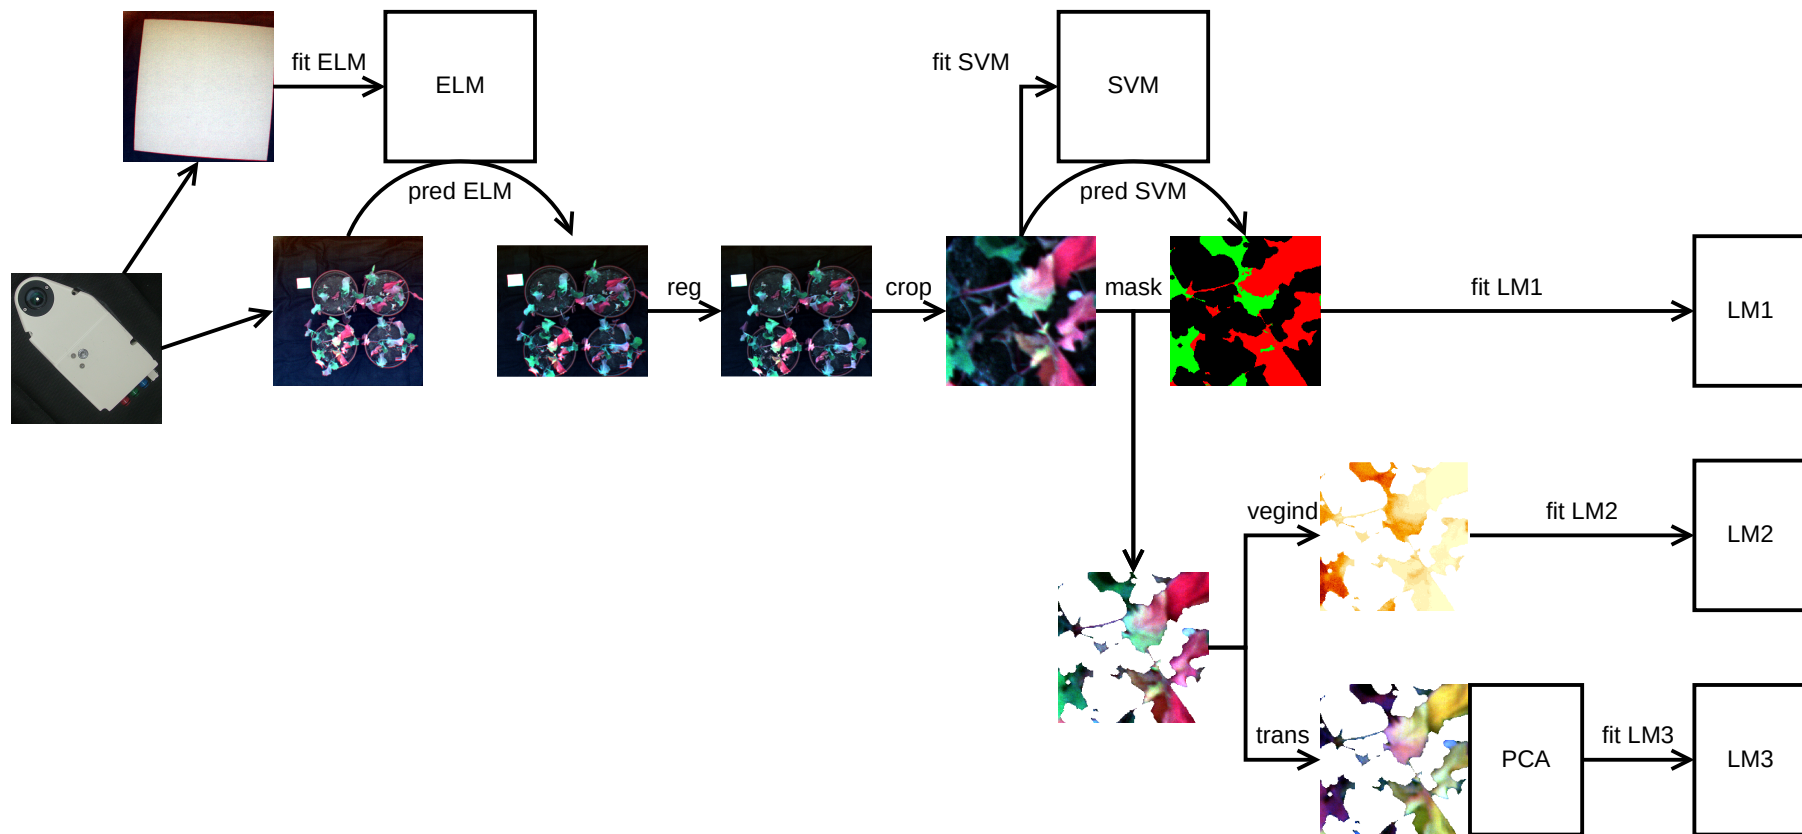 fit ELM
ELM
pred ELM
fit SVM
SVM
pred SVM
reg
crop
mask
fit LM1
LM1
vegind
fit LM2
LM2
trans
PCA
fit LM3
LM3